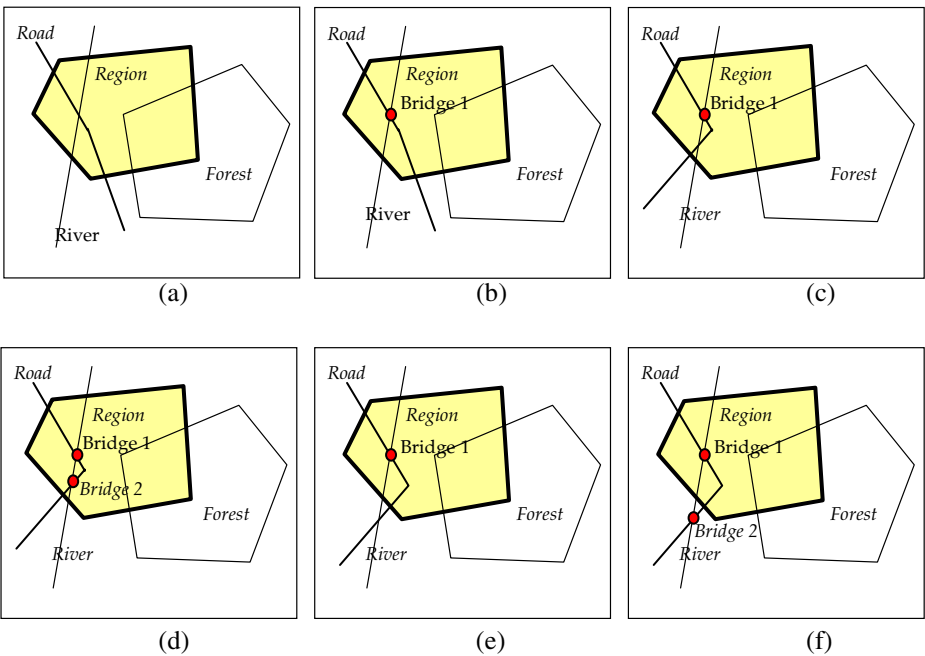 Road
Region
Forest
River
(a)
Road
Region
Bridge 1
Forest
River
(b)
Road
Region
Bridge 1
Forest
River
(c)
Road
Region
Bridge 1
Bridge 2
Forest
River
(d)
Road
Region
Bridge 1
Forest
River
(e)
Road
Region
Bridge 1
Forest
Bridge 2
River
(f)